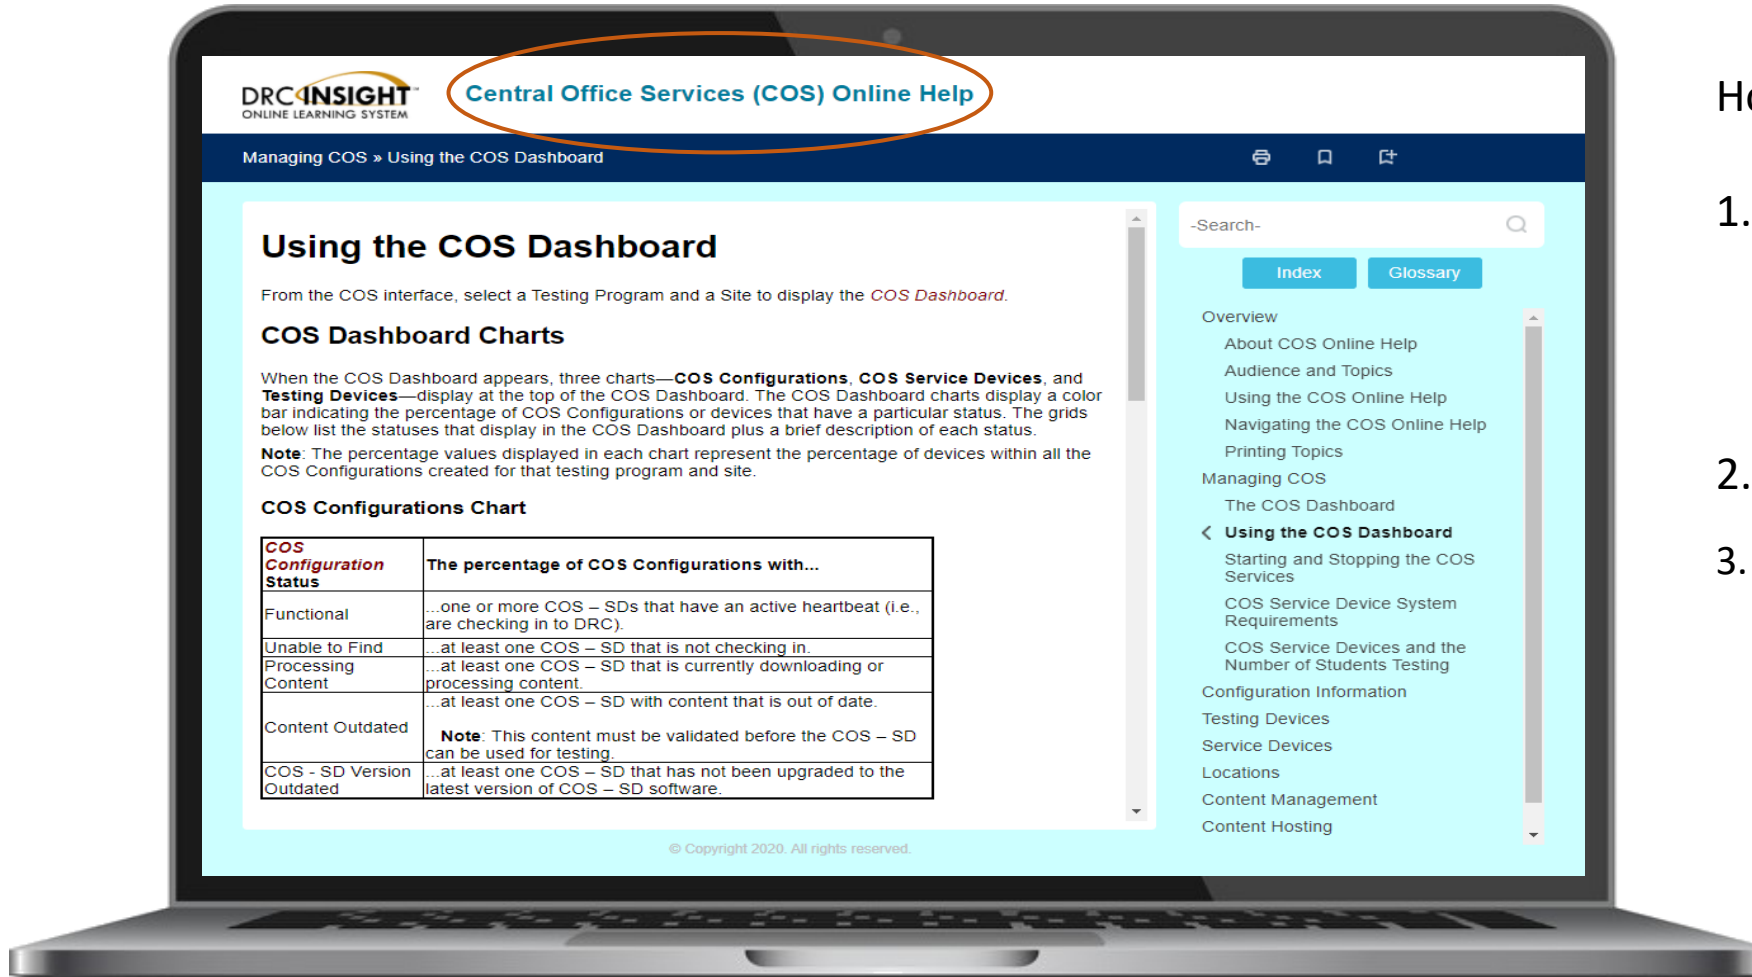 DRC INSIGHT
ONLINE LEARNING SYSTEM
Central Office Services (COS) Online Help
Managing COS » Using the COS Dashboard
Using the COS Dashboard
From the COS interface, select a Testing Program and a Site to display the COS Dashboard.
COS Dashboard Charts
When the COS Dashboard appears, three charts—COS Configurations, COS Service Devices, and
Testing Devices—display at the top of the COS Dashboard. The COS Dashboard charts display a color
bar indicating the percentage of COS Configurations or devices that have a particular status. The grids
below list the statuses that display in the COS Dashboard plus a brief description of each status.
Note: The percentage values displayed in each chart represent the percentage of devices within all the
COS Configurations created for that testing program and site.
COS Configurations Chart
COS
Configuration
Status
The percentage of COS Configurations with...
Functional
...one or more COS – SDs that have an active heartbeat (i.e.,
are checking in to DRC).
Unable to Find
...at least one COS – SD that is not checking in.
Processing
Content
...at least one COS – SD that is currently downloading or
processing content.
Content Outdated
...at least one COS – SD with content that is out of date.
Note: This content must be validated before the COS – SD
can be used for testing.
COS - SD Version
Outdated
...at least one COS – SD that has not been upgraded to the
latest version of COS – SD software.
-Search-
Index
Glossary
Overview
About COS Online Help
Audience and Topics
Using the COS Online Help
Navigating the COS Online Help
Printing Topics
Managing COS
The COS Dashboard
Using the COS Dashboard
Starting and Stopping the COS
Services
COS Service Device System
Requirements
COS Service Devices and the
Number of Students Testing
Configuration Information
Testing Devices
Service Devices
Locations
Content Management
Content Hosting
© Copyright 2020. All rights reserved.
1.
2.
3.